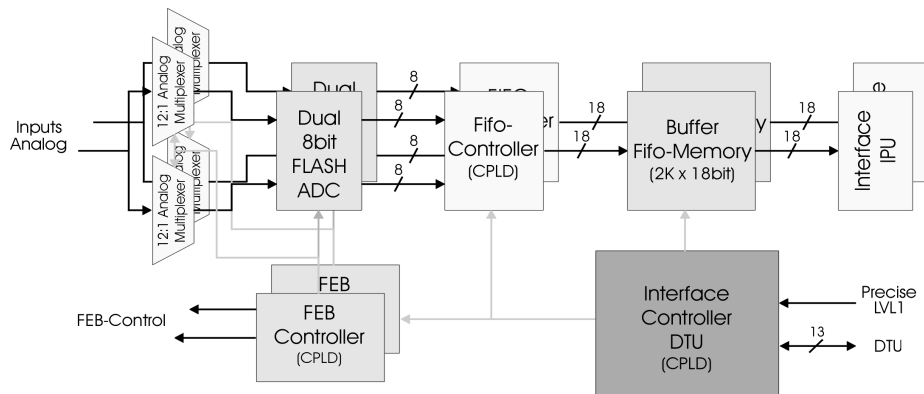 12:1 Analog
Multiplexer
Multiplexer
Inputs
Analog
12:1 Analog
Multiplexer
Dual
Dual
8bit
FLASH
ADC
8
8
8
8
Fifo-
Controller
(CPLD)
18
18
Buffer
Fifo-Memory
(2K x 18bit)
18
18
Interface
IPU
FEB
FEB
Controller
(CPLD)
FEB-Control
Interface
Controller
DTU
(CPLD)
Precise
LVL1
13
DTU